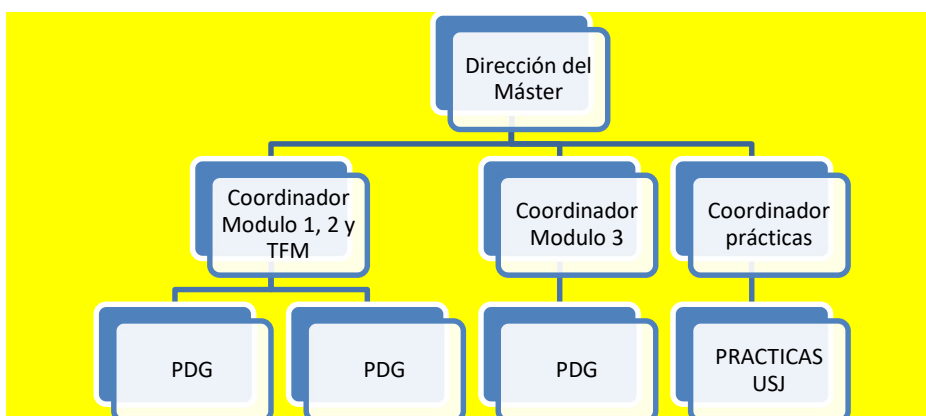 Dirección del
Máster
Coordinador
Modulo 1, 2 y
TFM
Coordinador
Modulo 3
Coordinador
prácticas
PDG
PDG
PDG
PRACTICAS
USJ